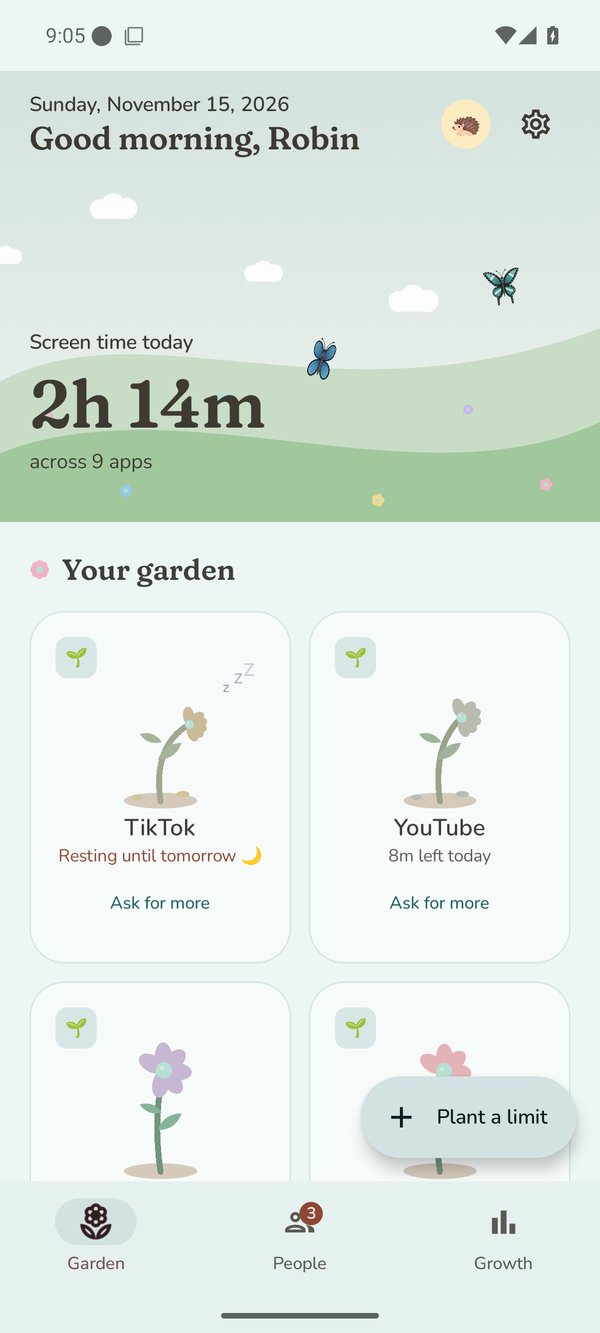 9:05
Sunday, November 15, 2026
Good morning, Robin
Screen time today
2h 14m
across 9 apps
Your garden
z z Z
TikTok
Resting until tomorrow 🌙
Ask for more
YouTube
8m left today
Ask for more
+ Plant a limit
Garden
3
People
Growth